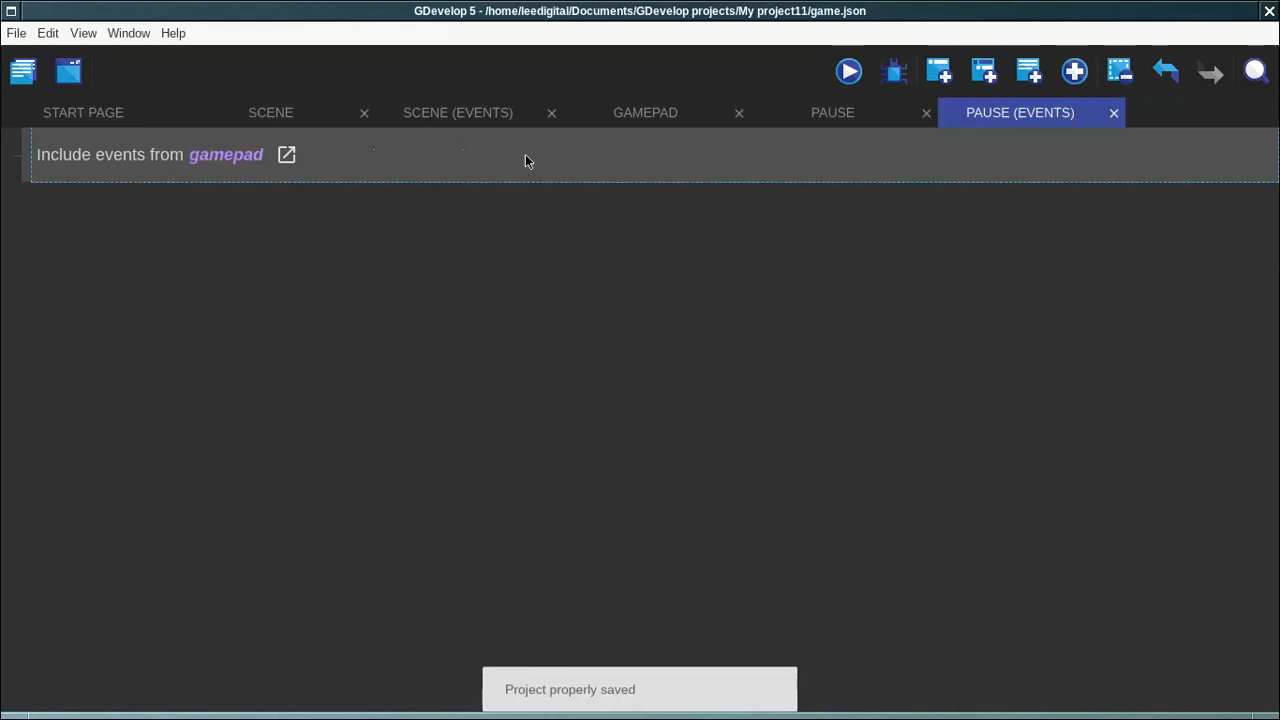 GDevelop 5 - /home/leedigital/Documents/GDevelop projects/My project11/game.json
File Edit View Window Help
START PAGE SCENE SCENE (EVENTS) GAMEPAD PAUSE PAUSE (EVENTS)
Include events from gamepad
Project properly saved